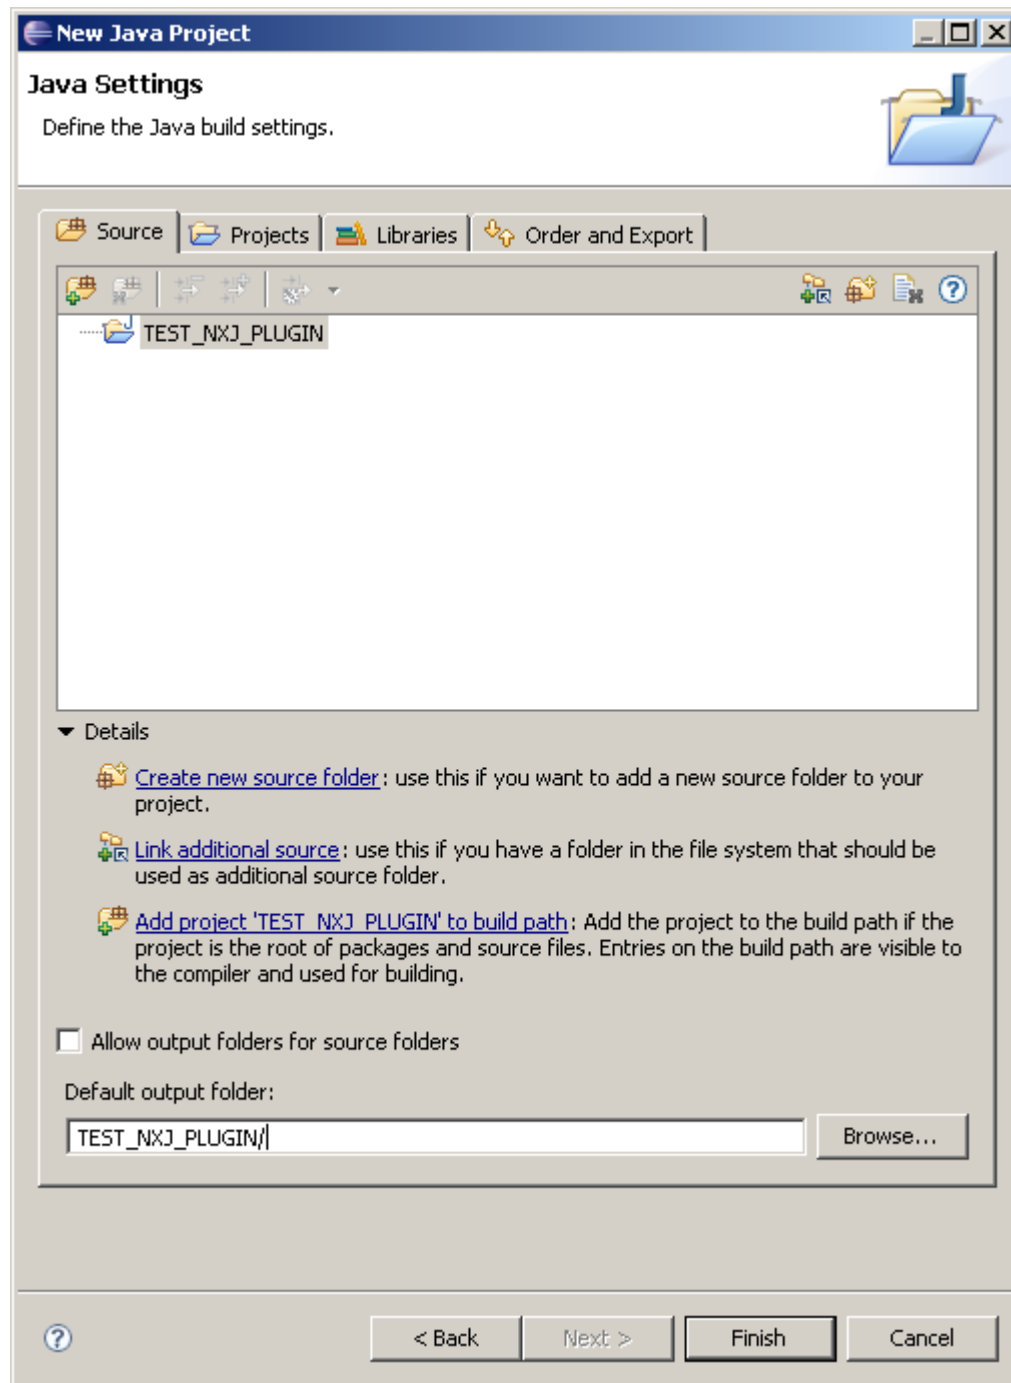 New Java Project
Java Settings
Define the Java build settings.
Source Projects Libraries Order and Export
TEST_NXJ_PLUGIN
Details
Create new source folder: use this if you want to add a new source folder to your
project.
Link additional source: use this if you have a folder in the file system that should be
used as additional source folder.
Add project 'TEST_NXJ_PLUGIN' to build path: Add the project to the build path if the
project is the root of packages and source files. Entries on the build path are visible to
the compiler and used for building.
Allow output folders for source folders
Default output folder:
TEST_NXJ_PLUGIN/
Browse...
< Back Next > Finish Cancel